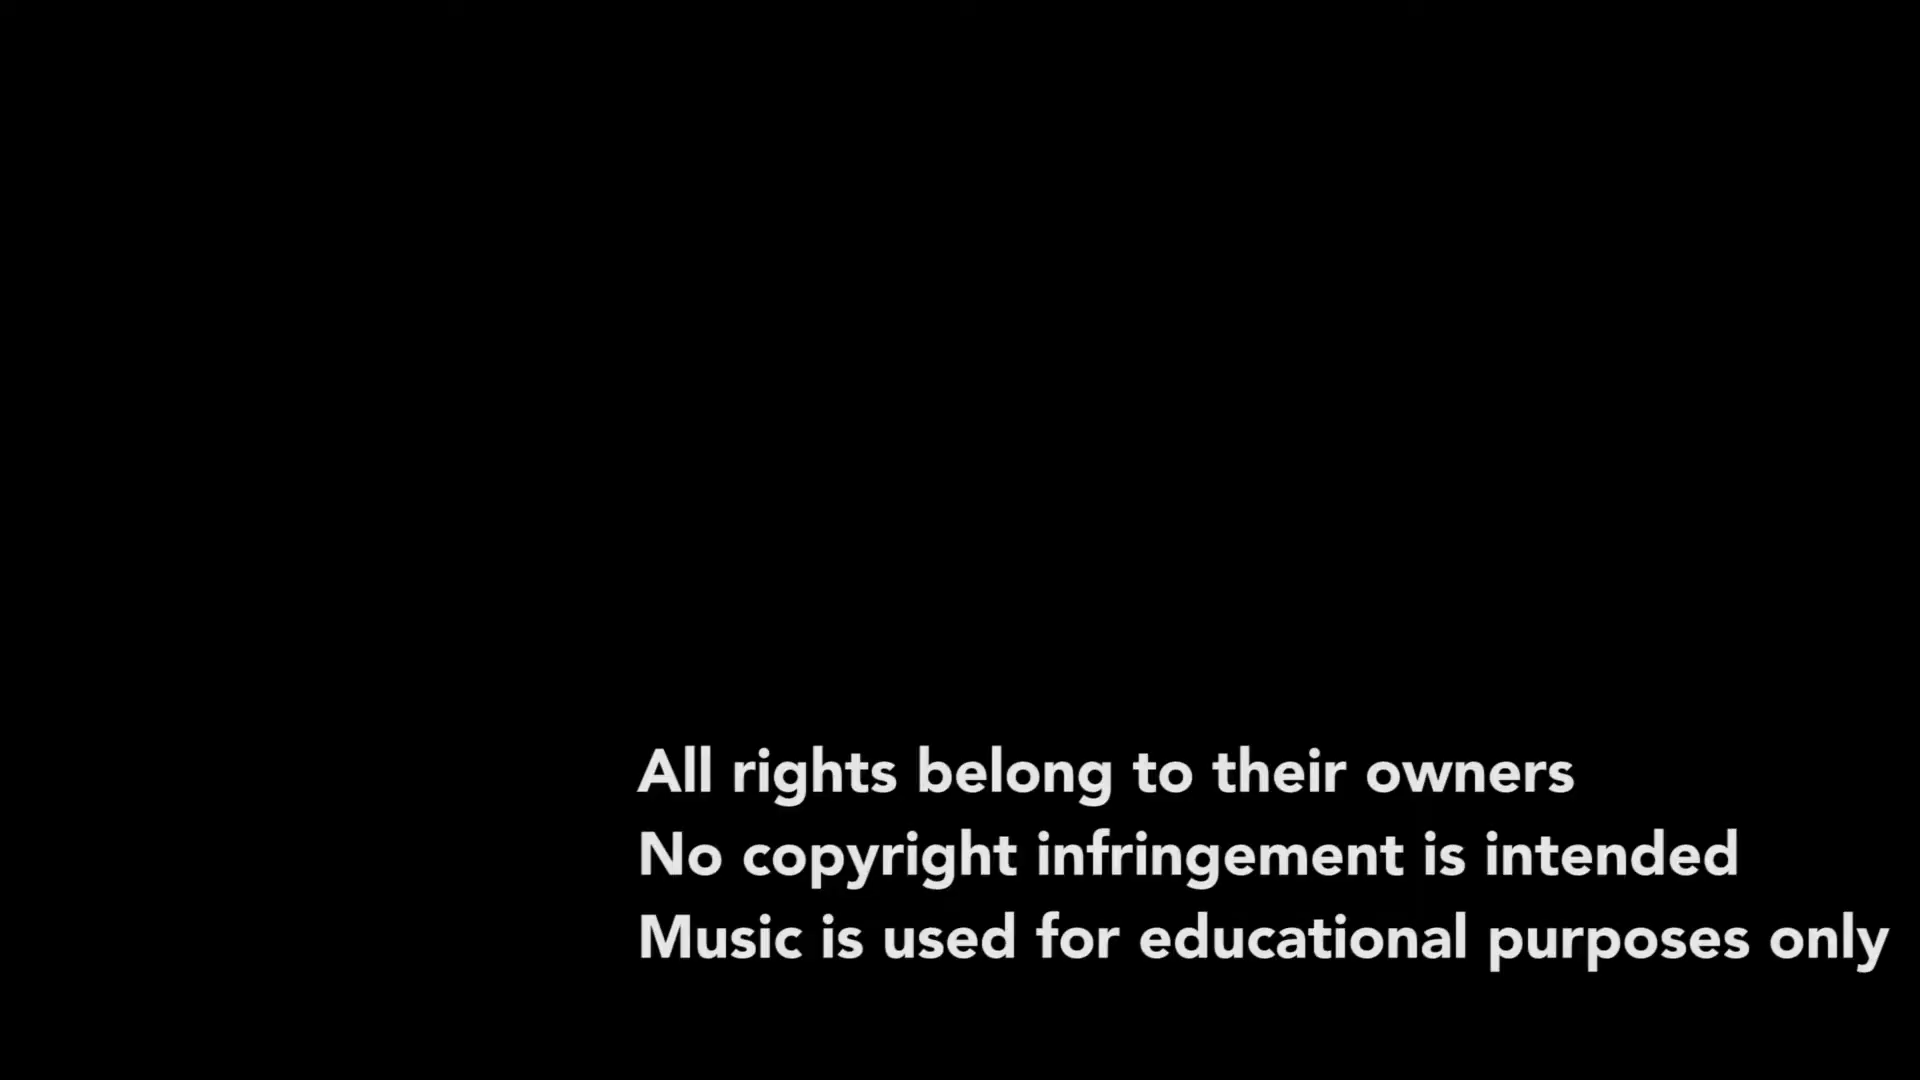 All rights belong to their owners
No copyright infringement is intended
Music is used for educational purposes only